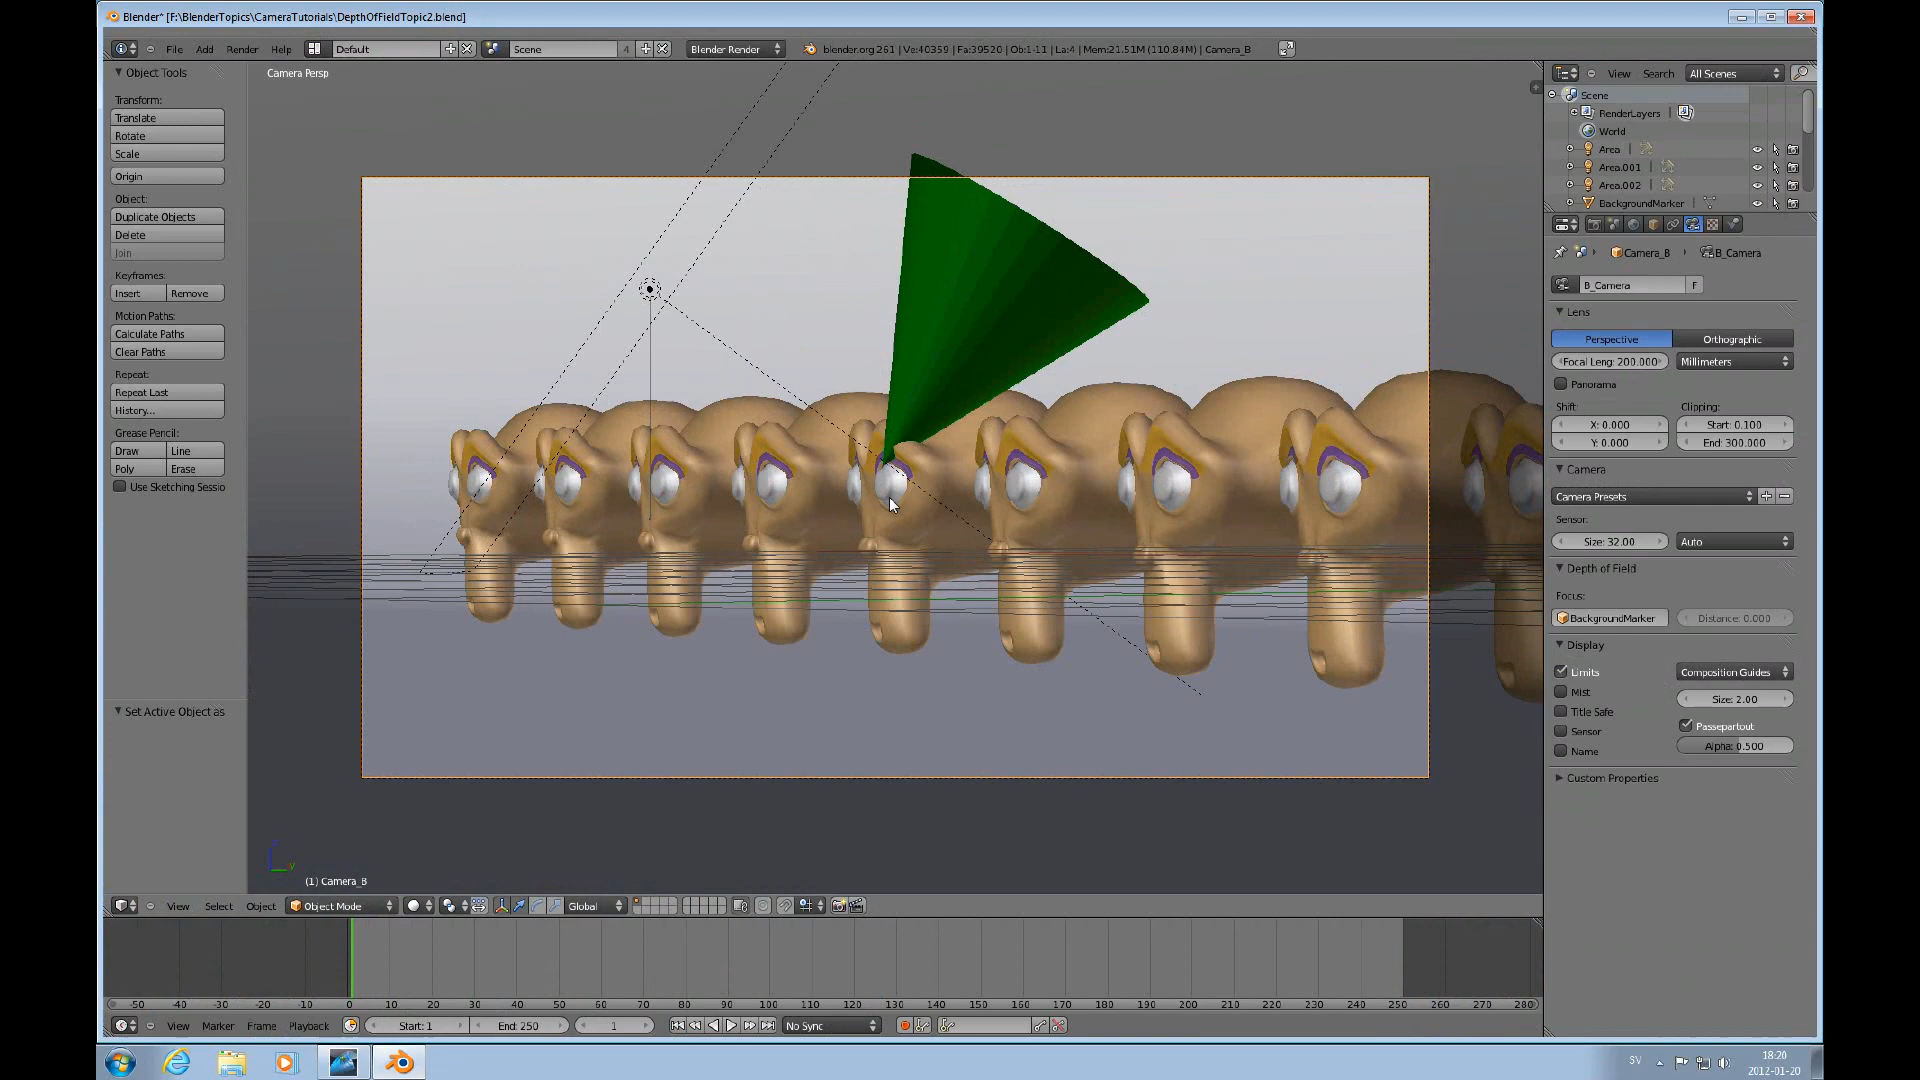 Blender* [F:\BlenderTopics\CameraTutorials\DepthOfFieldTopic2.blend]
File Add Render Help Default Scene 4 Blender Render blender.org 261 | Ve:40359 | Fa:39520 | Ob:1-11 | La:4 | Mem:21.51M (110.84M) | Camera_B
View Search All Scenes
Object Tools
Camera Persp
Transform:
Translate
Rotate
Scale
Origin
Object:
Duplicate Objects
Delete
Join
Keyframes:
Insert Remove
Motion Paths:
Calculate Paths
Clear Paths
Repeat:
Repeat Last
History...
Grease Pencil:
Draw Line
Poly Erase
Use Sketching Sessio
Set Active Object as
(1) Camera_B
Scene
RenderLayers
World
Area
Area.001
Area.002
BackgroundMarker
Camera_B B_Camera
B_Camera F
Lens
Perspective Orthographic
Focal Len: 200.000 Millimeters
Panorama
Shift: Clipping:
X: 0.000 Start: 0.100
Y: 0.000 End: 300.000
Camera
Camera Presets
Sensor:
Size: 32.00 Auto
Depth of Field
Focus:
BackgroundMarker Distance: 0.000
Display
Limits Composition Guides
Mist Size: 2.00
Title Safe
Sensor Passepartout
Name Alpha: 0.500
Custom Properties
View Select Object Object Mode Global
-50 -40 -30 -20 -10 0 10 20 30 40 50 60 70 80 90 100 110 120 130 140 150 160 170 180 190 200 210 220 230 240 250 260 270 280
View Marker Frame Playback Start: 1 End: 250 1 No Sync
SV 18:20
2012-01-20